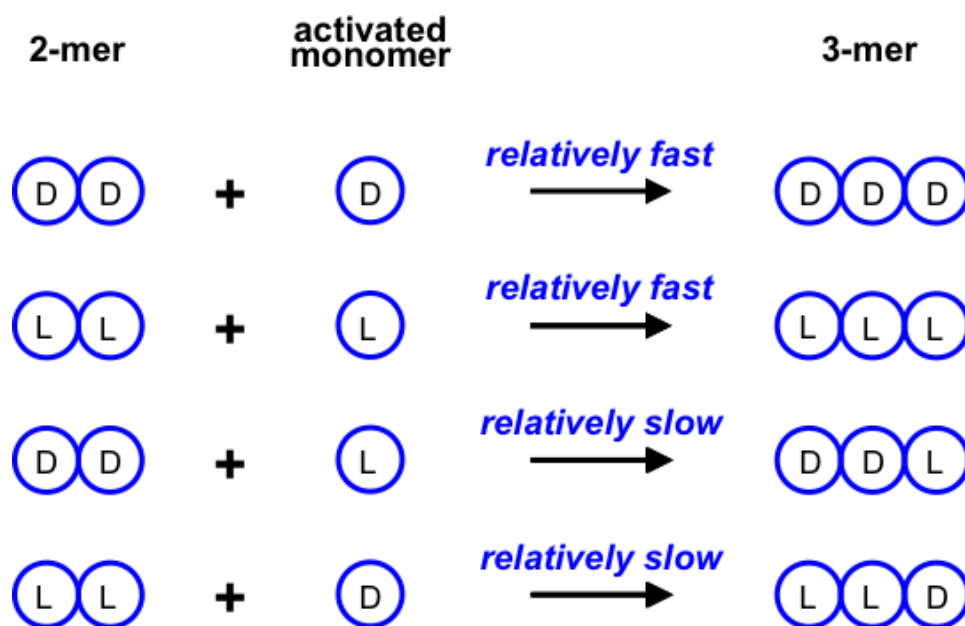 2-mer
activated
monomer
3-mer
relatively fast
D D + D D D D
relatively fast
L L + L L L L
relatively slow
D D + L D D L
relatively slow
L L + D L L D